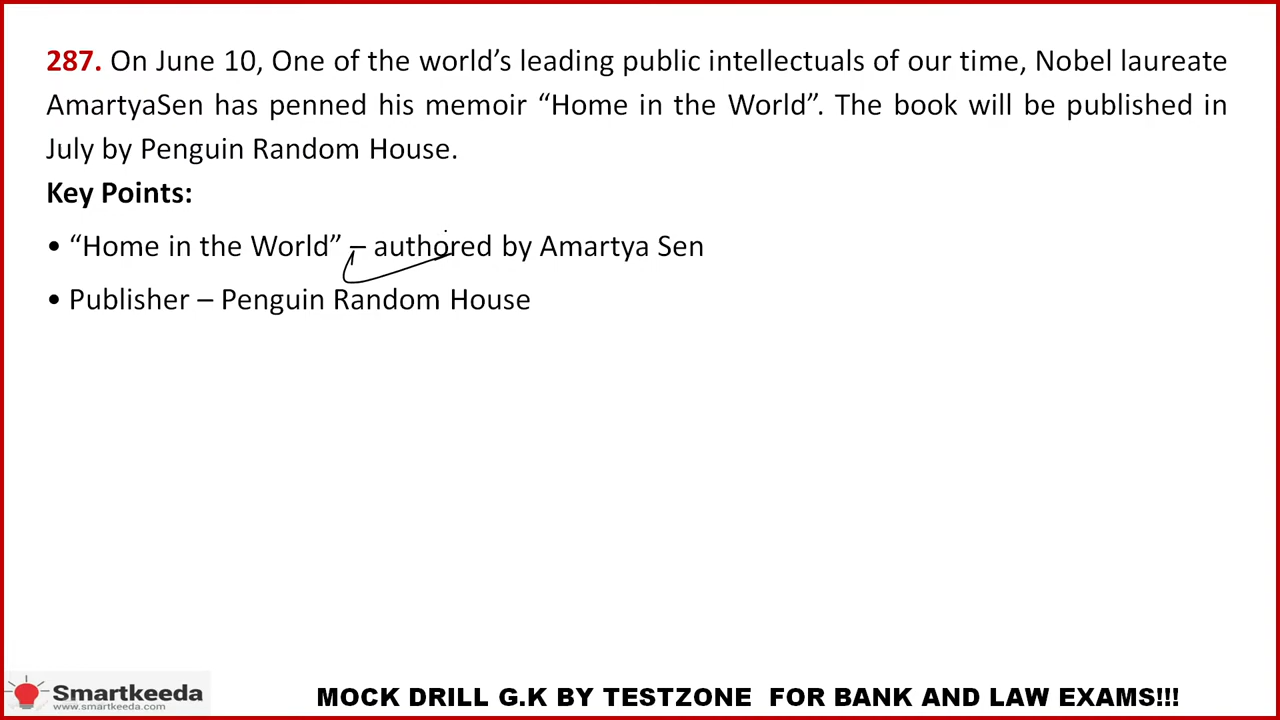 287. On June 10, One of the world’s leading public intellectuals of our time, Nobel laureate
AmartyaSen has penned his memoir “Home in the World”. The book will be published in
July by Penguin Random House.
Key Points:
• “Home in the World” – authored by Amartya Sen
• Publisher – Penguin Random House
Smartkeeda
www.smartkeeda.com
MOCK DRILL G.K BY TESTZONE FOR BANK AND LAW EXAMS!!!